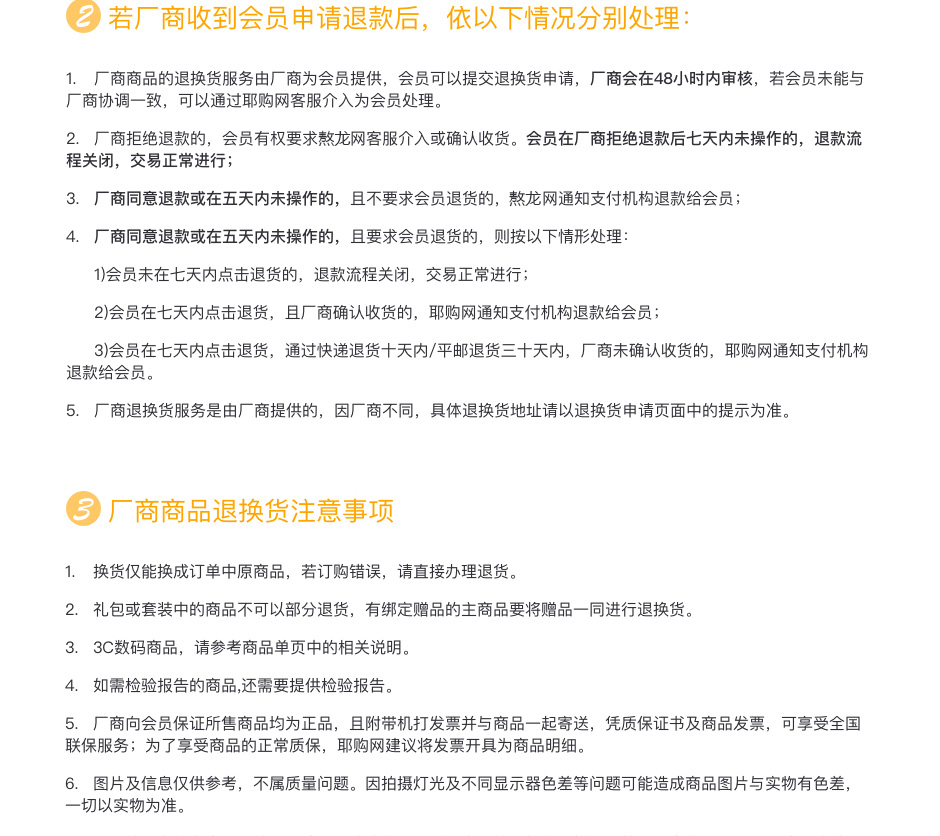 2 若厂商收到会员申请退款后，依以下情况分别处理：
1. 厂商商品的退换货服务由厂商为会员提供，会员可以提交退换货申请，厂商会在48小时内审核，若会员未能与
厂商协调一致，可以通过耶购网客服介入为会员处理。
2. 厂商拒绝退款的，会员有权要求熬龙网客服介入或确认收货。会员在厂商拒绝退款后七天内未操作的，退款流
程关闭，交易正常进行；
3. 厂商同意退款或在五天内未操作的，且不要求会员退货的，熬龙网通知支付机构退款给会员；
4. 厂商同意退款或在五天内未操作的，且要求会员退货的，则按以下情形处理：
1)会员未在七天内点击退货的，退款流程关闭，交易正常进行；
2)会员在七天内点击退货，且厂商确认收货的，耶购网通知支付机构退款给会员；
3)会员在七天内点击退货，通过快递退货十天内/平邮退货三十天内，厂商未确认收货的，耶购网通知支付机构
退款给会员。
5. 厂商退换货服务是由厂商提供的，因厂商不同，具体退换货地址请以退换货申请页面中的提示为准。
3 厂商商品退换货注意事项
1. 换货仅能换成订单中原商品，若订购错误，请直接办理退货。
2. 礼包或套装中的商品不可以部分退货，有绑定赠品的主商品要将赠品一同进行退换货。
3. 3C数码商品，请参考商品单页中的相关说明。
4. 如需检验报告的商品,还需要提供检验报告。
5. 厂商向会员保证所售商品均为正品，且附带机打发票并与商品一起寄送，凭质保证书及商品发票，可享受全国
联保服务；为了享受商品的正常质保，耶购网建议将发票开具为商品明细。
6. 图片及信息仅供参考，不属质量问题。因拍摄灯光及不同显示器色差等问题可能造成商品图片与实物有色差，
一切以实物为准。